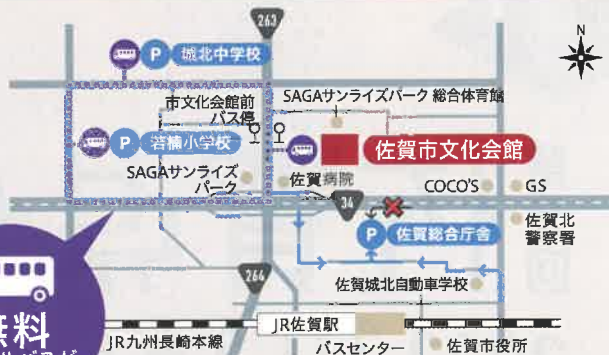 263
N
P 城北中学校
市文化会館前
バス停
SAGAサンライズパーク 総合体育館
P 若楠小学校
佐賀市文化会館
SAGAサンライズ
パーク
佐賀病院
COCO'S
GS
34
佐賀北
警察署
P 佐賀総合庁舎
264
佐賀城北自動車学校
無料
JR佐賀駅
JR九州長崎本線
バスセンター
佐賀市役所